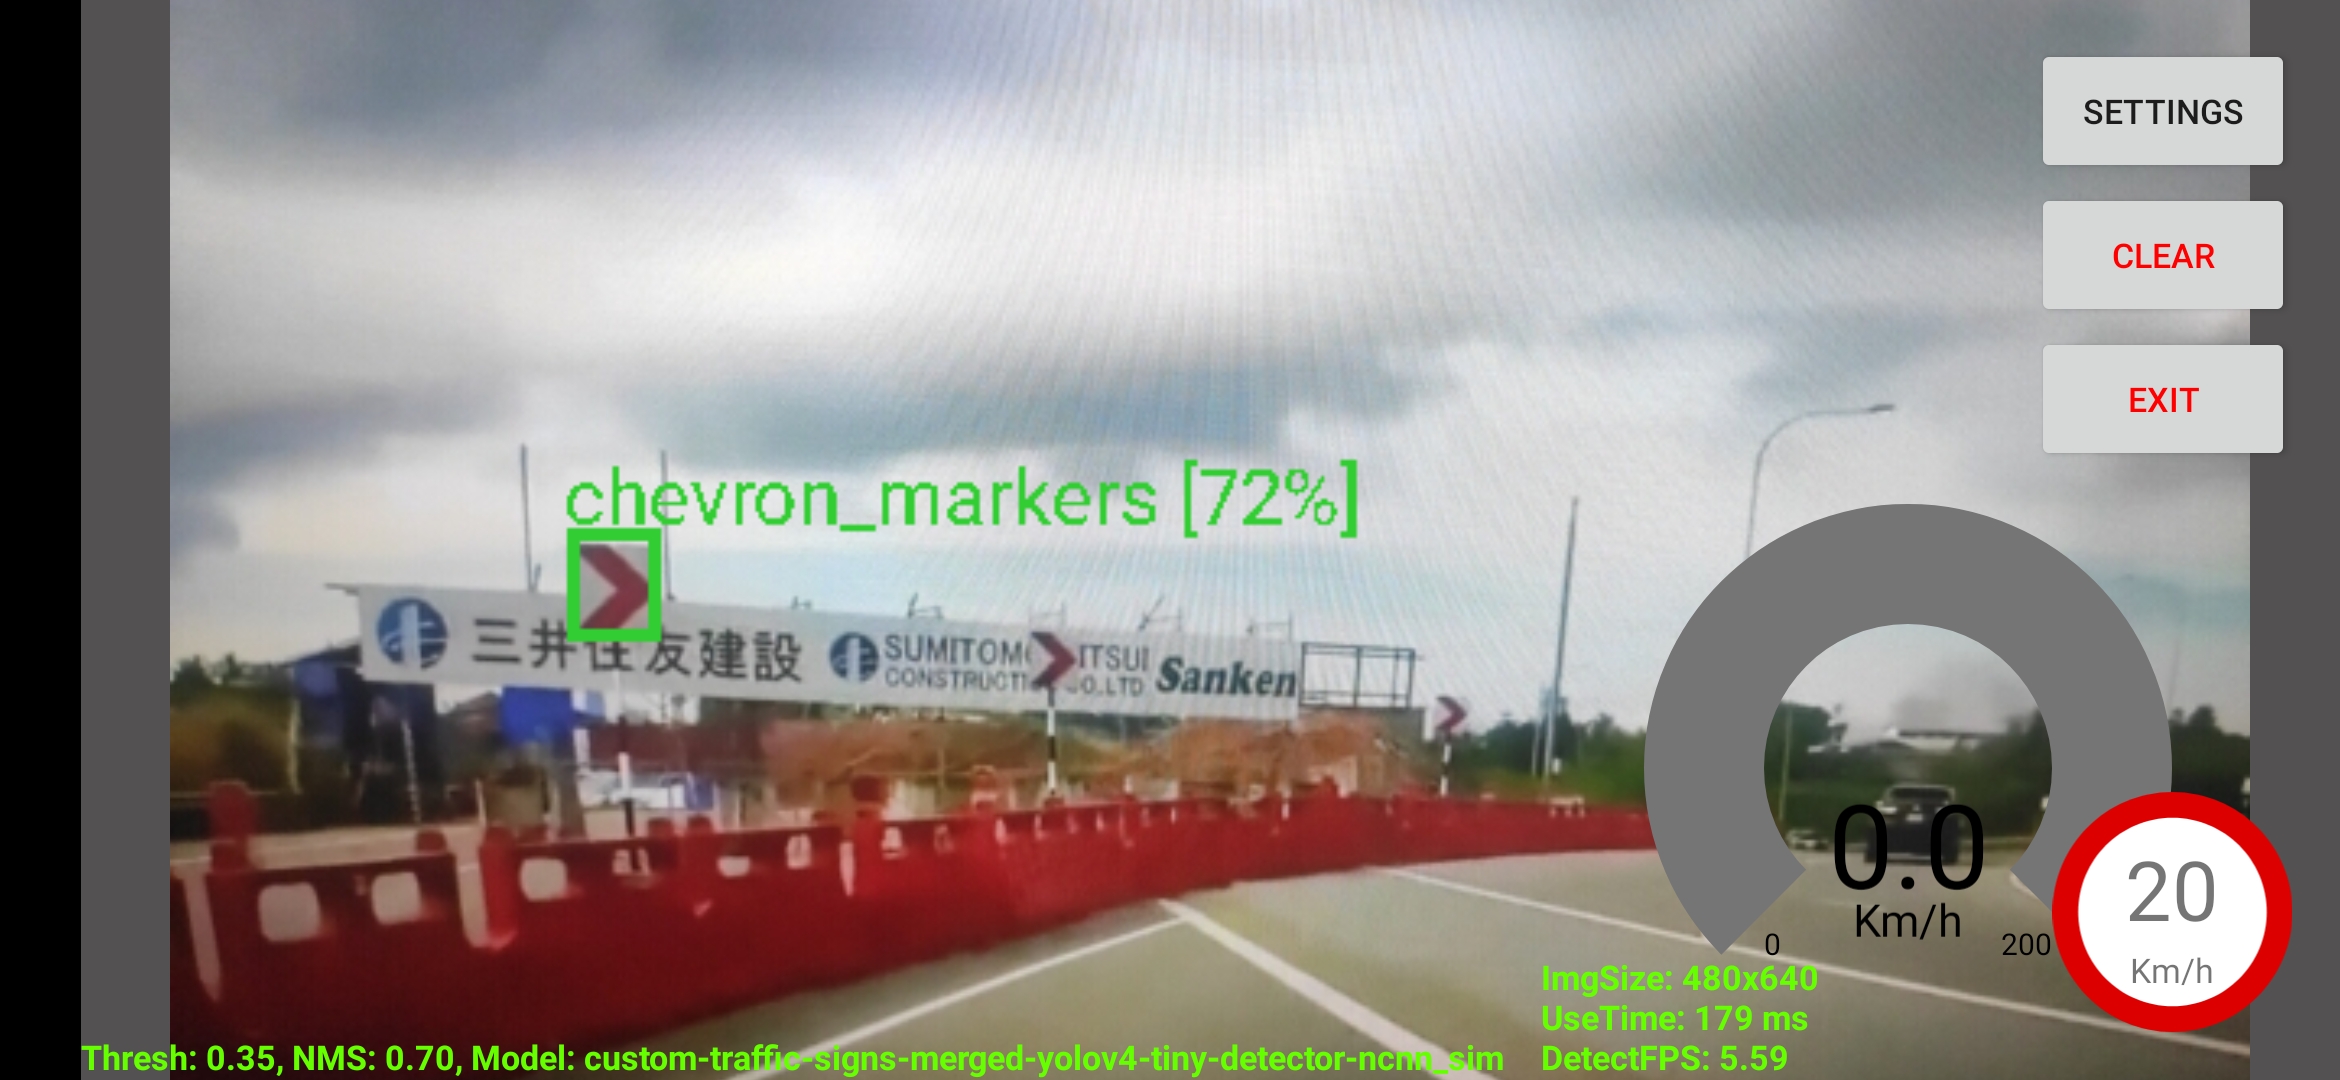 SETTINGS
CLEAR
EXIT
chevron_markers [72%]
三井住友建設
SUMITOM ITSUI
CONSTRUCTI O.LTD
Sanken
0.0
Km/h
0
200
20
Km/h
ImgSize: 480x640
UseTime: 179 ms
DetectFPS: 5.59
Thresh: 0.35, NMS: 0.70, Model: custom-traffic-signs-merged-yolov4-tiny-detector-ncnn_sim